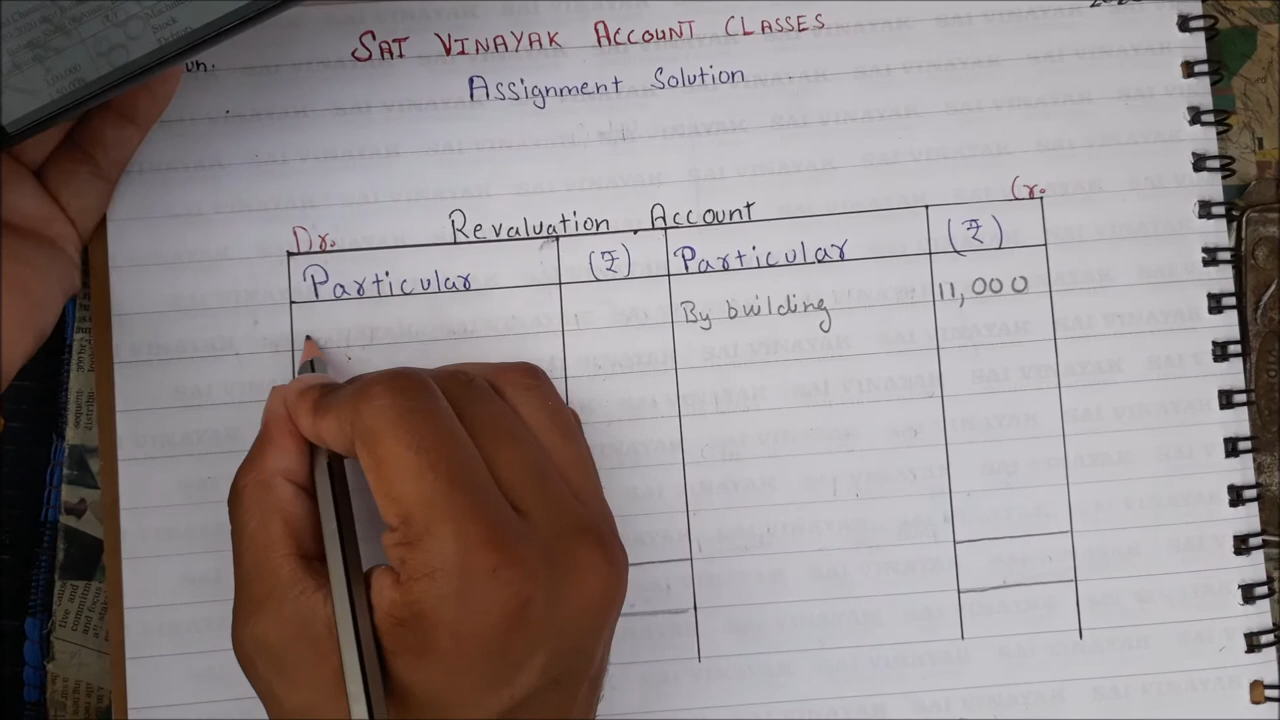 SAI VINAYAK ACCOUNT CLASSES
Assignment Solution
Dr. Revaluation Account Cr.
Particular (₹) Particular (₹)
By building 11,000